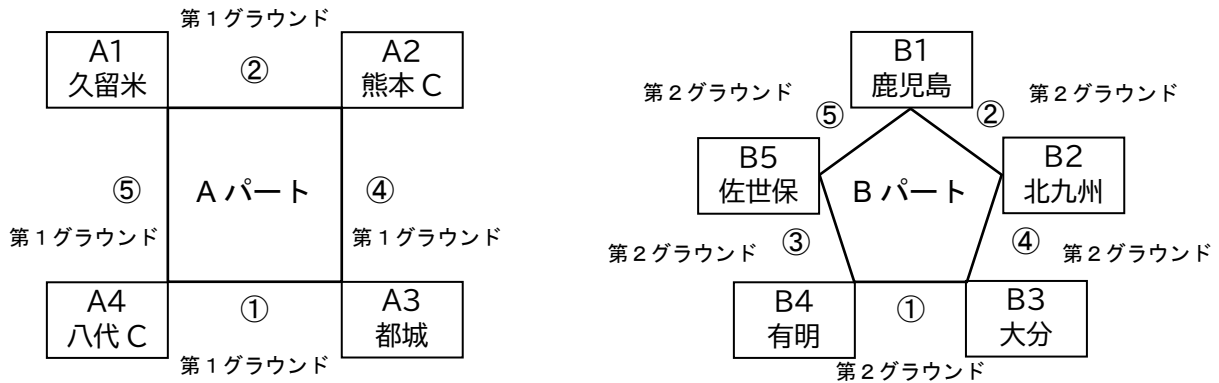 第１グラウンド
A1
久留米
②
A2
熊本 C
⑤
A パート
④
第１グラウンド
第１グラウンド
A4
八代 C
①
A3
都城
第１グラウンド
B1
鹿児島
第２グラウンド
第２グラウンド
⑤
②
B5
佐世保
B パート
B2
北九州
③
④
第２グラウンド
第２グラウンド
B4
有明
①
B3
大分
第２グラウンド